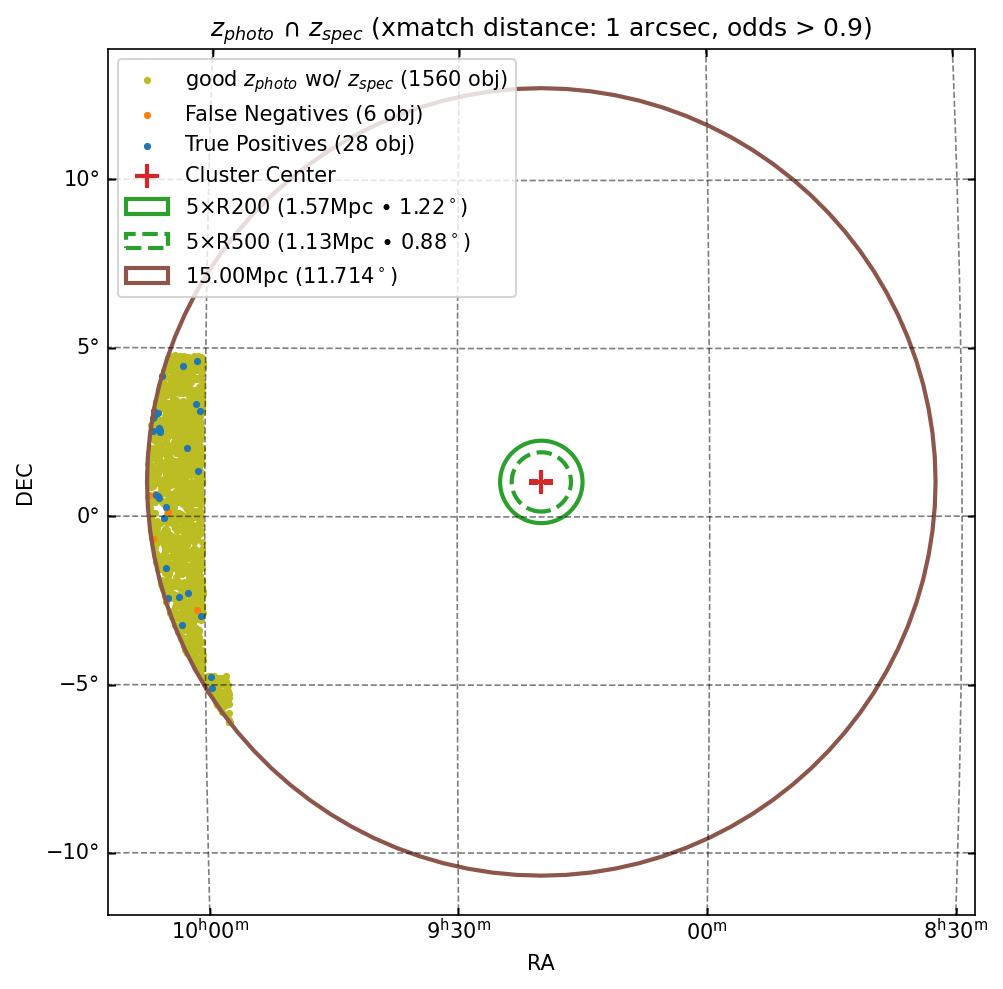 z_photo ∩ z_spec (xmatch distance: 1 arcsec, odds > 0.9)
good z_photo wo/ z_spec (1560 obj)
False Negatives (6 obj)
True Positives (28 obj)
Cluster Center
5×R200 (1.57Mpc • 1.22°)
5×R500 (1.13Mpc • 0.88°)
15.00Mpc (11.714°)
10°
5°
0°
−5°
−10°
DEC
10ʰ00ᵐ 9ʰ30ᵐ 00ᵐ 8ʰ30ᵐ
RA